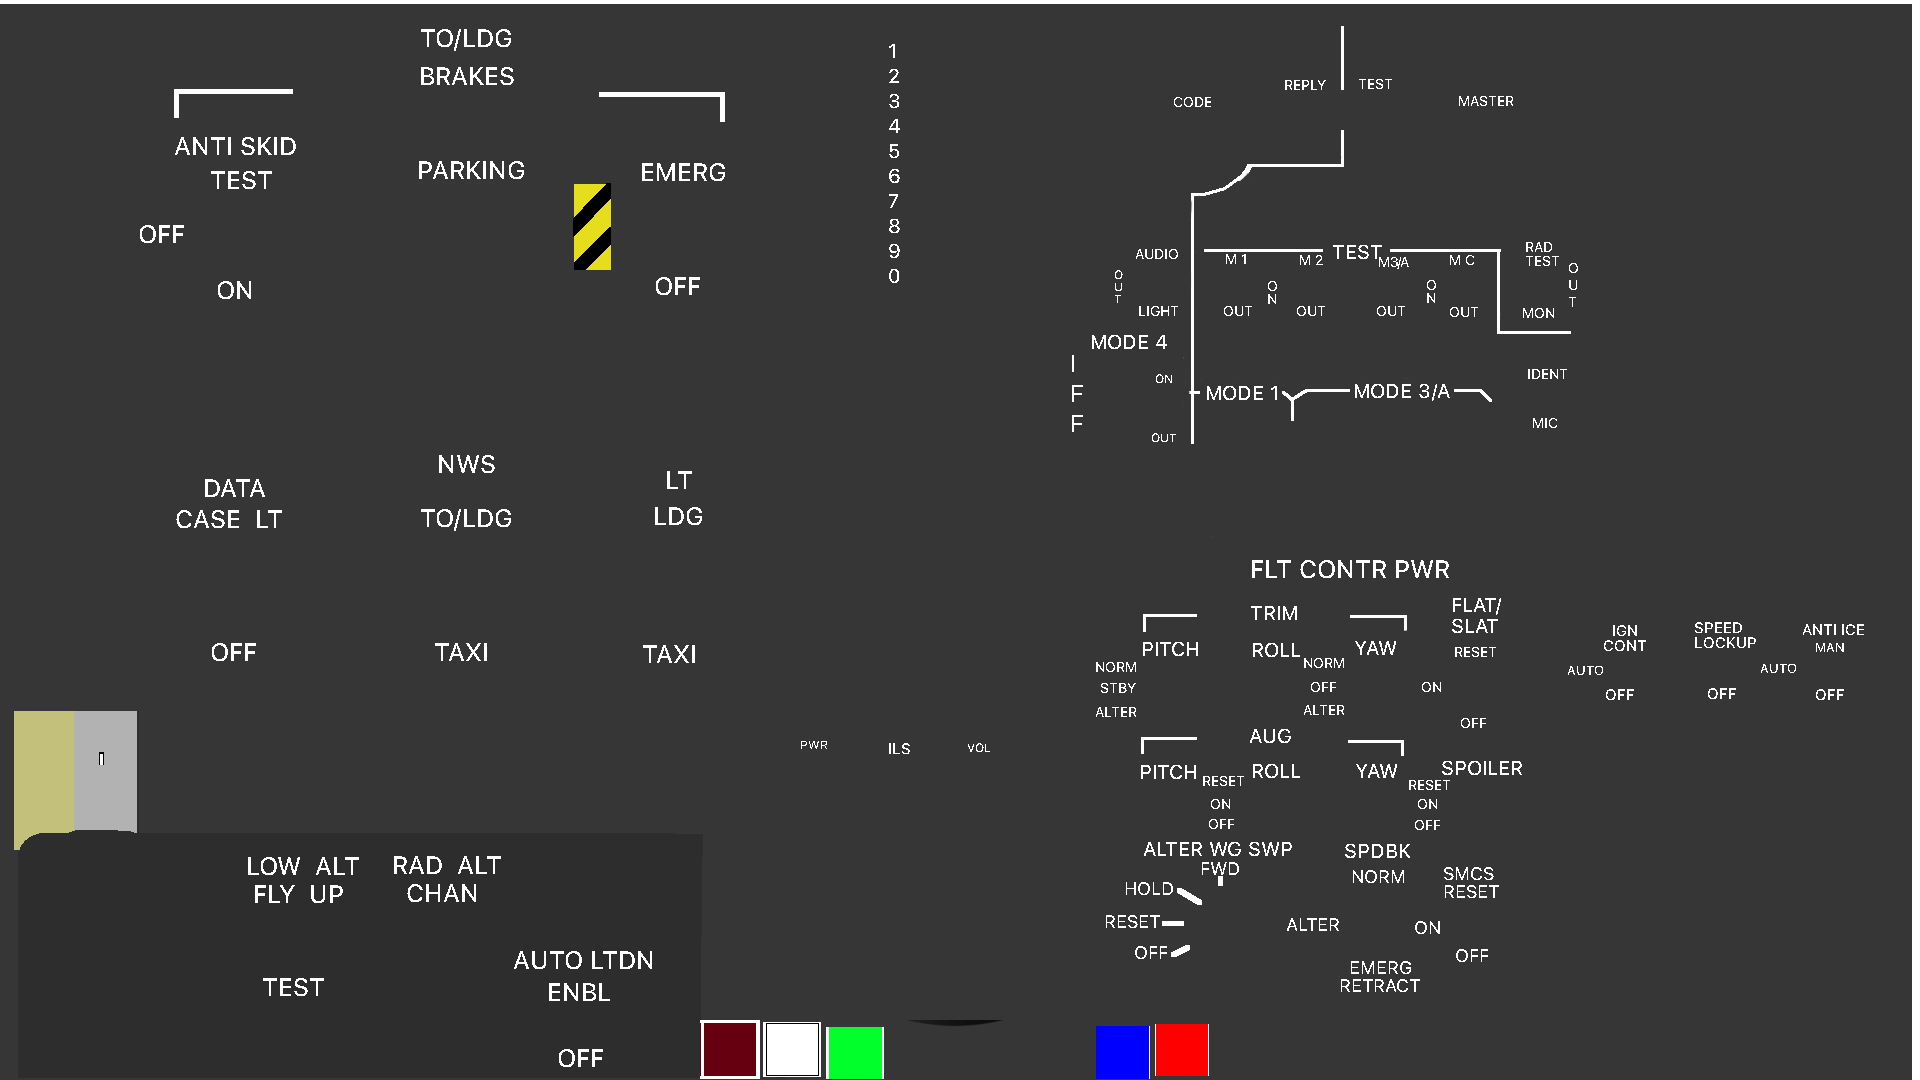 TO/LDG
BRAKES
ANTI SKID
TEST
PARKING
EMERG
OFF
ON
OFF
1
2
3
4
5
6
7
8
9
0
NWS
DATA
CASE LT
TO/LDG
LT
LDG
OFF
TAXI
TAXI
PWR
ILS
VOL
LOW ALT
FLY UP
RAD ALT
CHAN
AUTO LTDN
ENBL
TEST
OFF
REPLY
TEST
CODE
MASTER
AUDIO
TEST
RAD
TEST
M 1
M 2
M3/A
M C
OUT
ON
ON
OUT
LIGHT
OUT
OUT
OUT
OUT
MON
MODE 4
IFF
ON
MODE 1
MODE 3/A
IDENT
MIC
OUT
FLT CONTR PWR
TRIM
FLAT/
SLAT
PITCH
ROLL
YAW
RESET
NORM
NORM
STBY
OFF
ON
ALTER
ALTER
OFF
AUG
PITCH
ROLL
YAW
SPOILER
RESET
RESET
ON
ON
OFF
OFF
ALTER WG SWP
FWD
HOLD
RESET
OFF
SPDBK
NORM
SMCS
RESET
ALTER
ON
OFF
EMERG
RETRACT
IGN
CONT
SPEED
LOCKUP
ANTI ICE
MAN
AUTO
AUTO
OFF
OFF
OFF